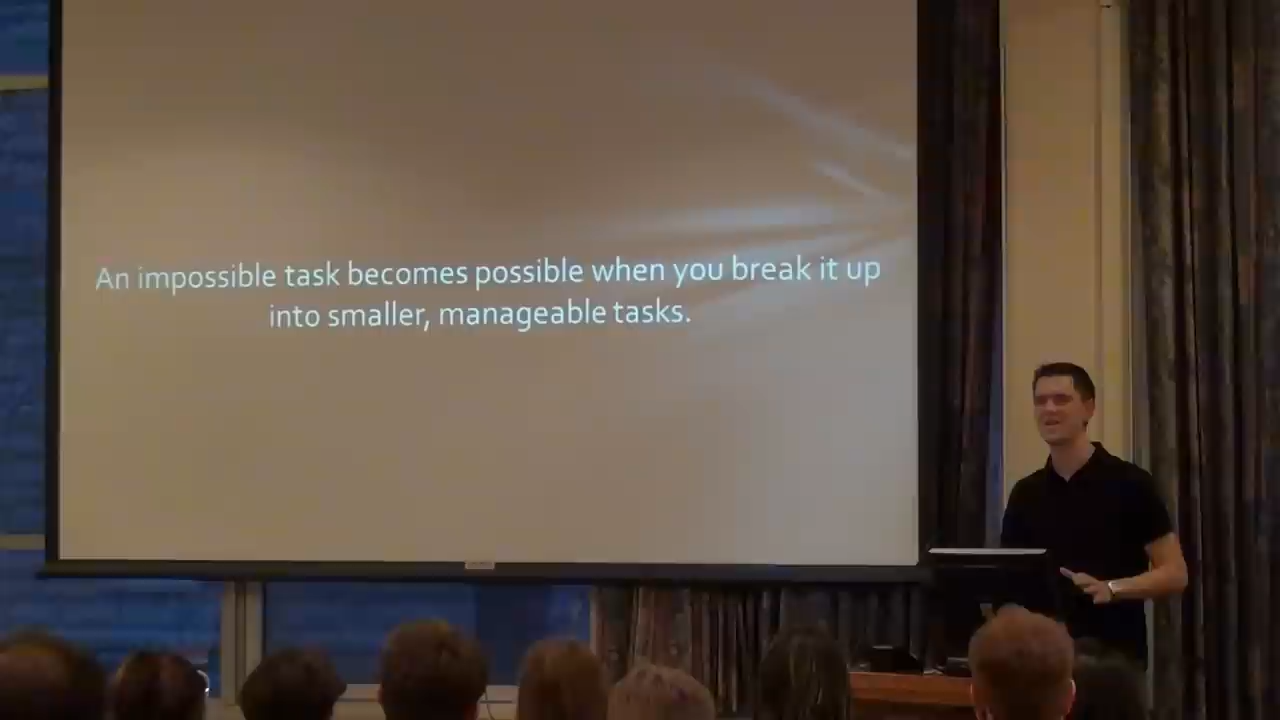 An impossible task becomes possible when you break it up
into smaller, manageable tasks.